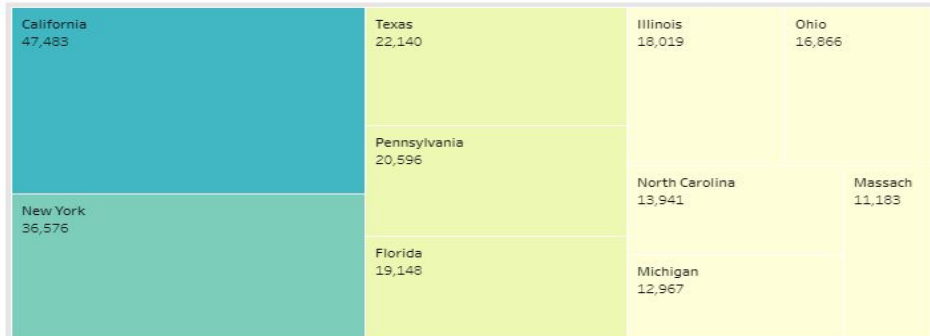 California
47,483
New York
36,576
Texas
22,140
Pennsylvania
20,596
Florida
19,148
Illinois
18,019
Ohio
16,866
North Carolina
13,941
Michigan
12,967
Massach
11,183